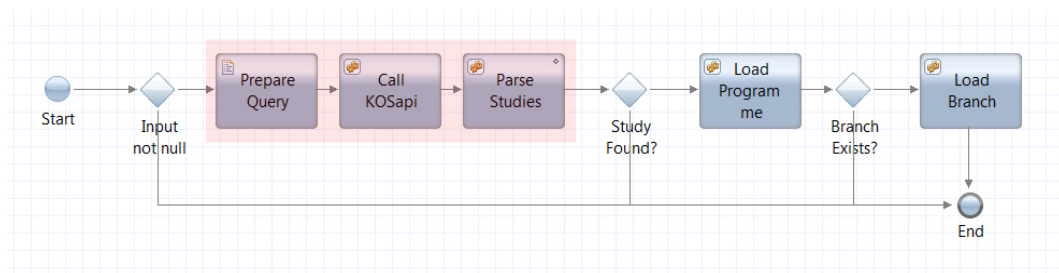 Start
Input
not null
Prepare
Query
Call
KOSapi
Parse
Studies
Study
Found?
Load
Program
me
Branch
Exists?
Load
Branch
End